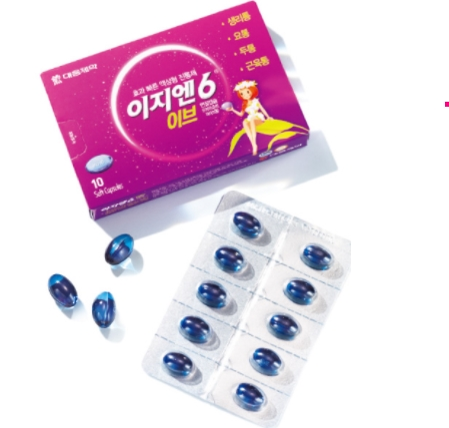 대웅제약
효과 빠른 액상형 진통제
이지엔6
이브
· 생리통
· 요통
· 두통
· 근육통
10
Soft Capsules